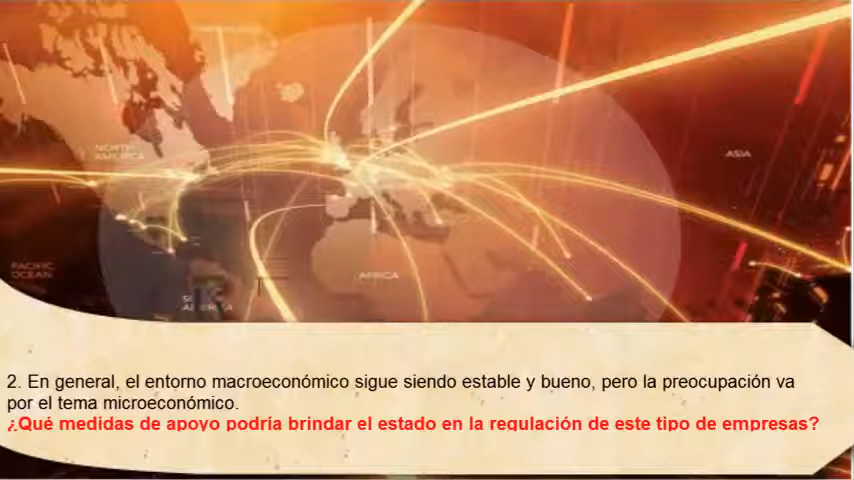 NORTH
AMERICA
ASIA
PACIFIC
OCEAN
AFRICA
2. En general, el entorno macroeconómico sigue siendo estable y bueno, pero la preocupación va
por el tema microeconómico.
¿Qué medidas de apoyo podría brindar el estado en la regulación de este tipo de empresas?